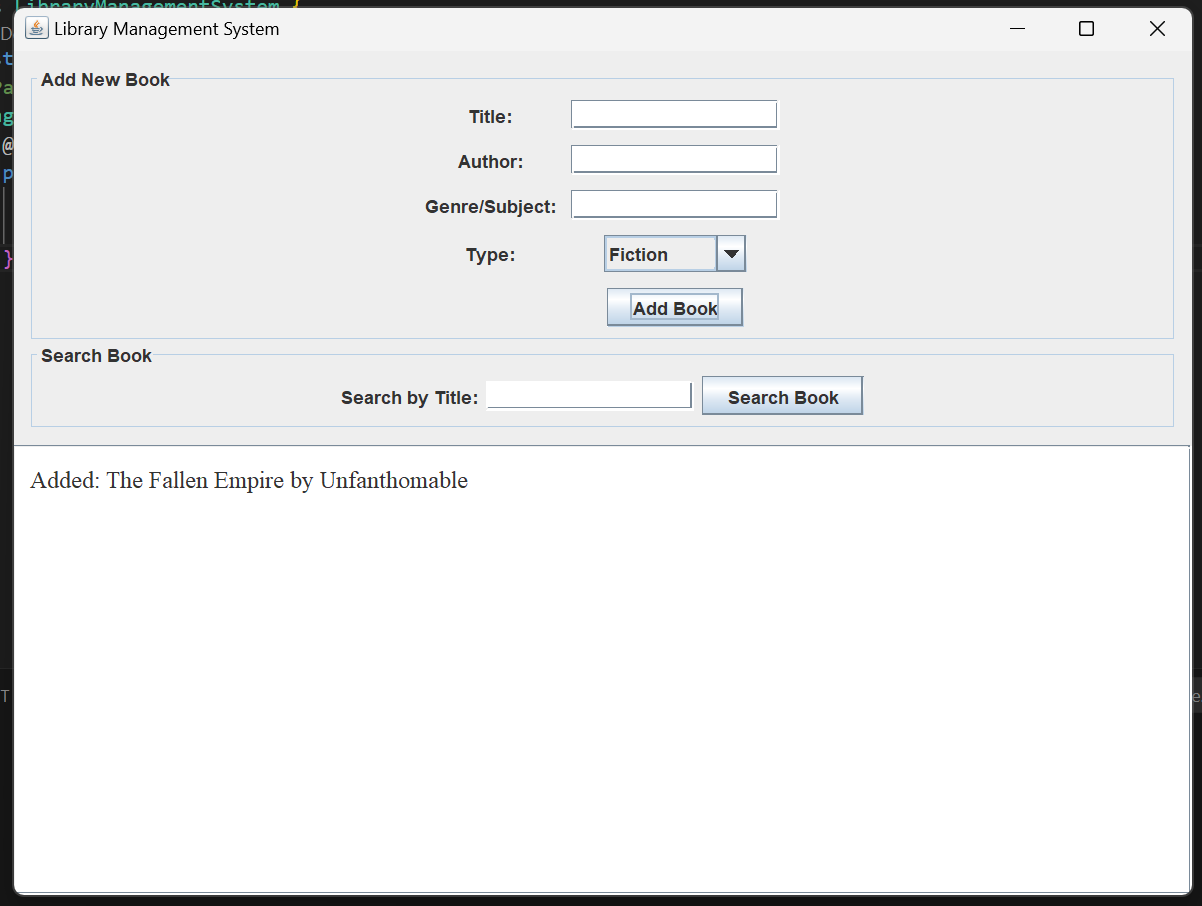 LibraryManagementSystem {
Library Management System
Add New Book
Title:
Author:
Genre/Subject:
Type: Fiction
Add Book
Search Book
Search by Title: Search Book
Added: The Fallen Empire by Unfanthomable